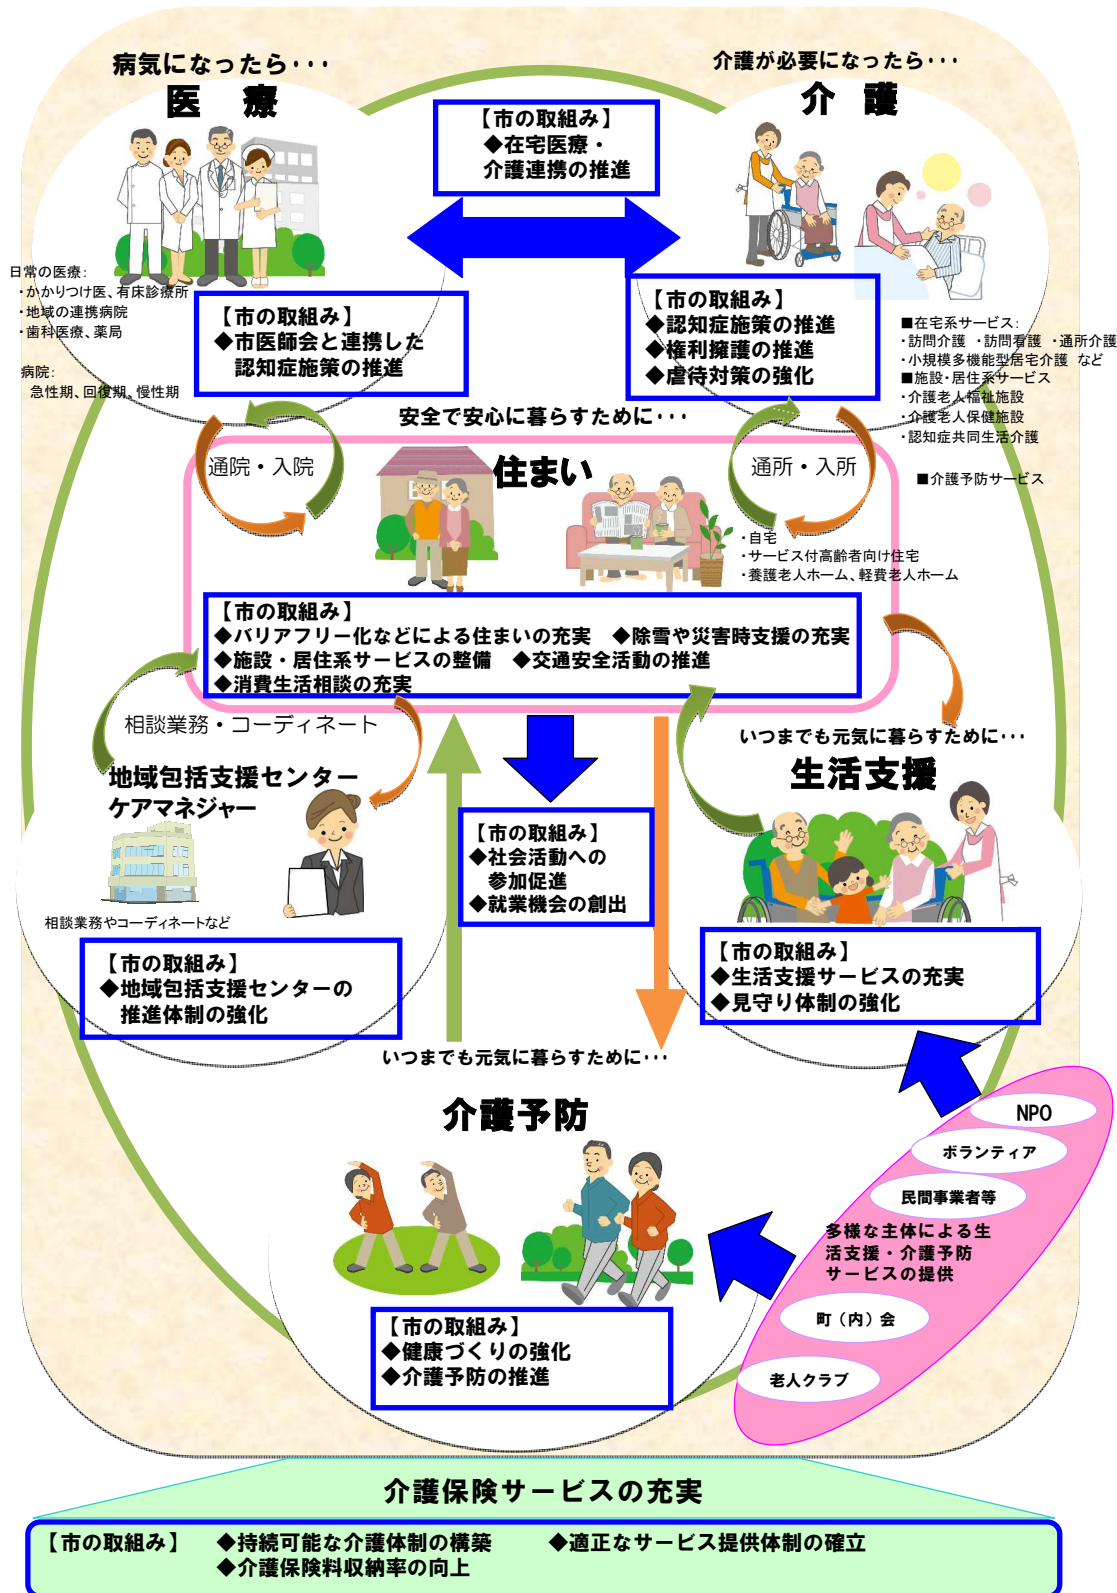 病気になったら・・・
医 療
介護が必要になったら・・・
介 護
【市の取組み】
◆在宅医療・
介護連携の推進
日常の医療：
・かかりつけ医、有床診療所
・地域の連携病院
・歯科医療、薬局
病院：
急性期、回復期、慢性期
【市の取組み】
◆市医師会と連携した
認知症施策の推進
【市の取組み】
◆認知症施策の推進
◆権利擁護の推進
◆虐待対策の強化
■在宅系サービス：
・訪問介護 ・訪問看護 ・通所介護
・小規模多機能型居宅介護 など
■施設・居住系サービス
・介護老人福祉施設
・介護老人保健施設
・認知症共同生活介護
■介護予防サービス
安全で安心に暮らすために・・・
通院・入院
住まい
通所・入所
・自宅
・サービス付高齢者向け住宅
・養護老人ホーム、軽費老人ホーム
【市の取組み】
◆バリアフリー化などによる住まいの充実 ◆除雪や災害時支援の充実
◆施設・居住系サービスの整備 ◆交通安全活動の推進
◆消費生活相談の充実
相談業務・コーディネート
地域包括支援センター
ケアマネジャー
相談業務やコーディネートなど
【市の取組み】
◆地域包括支援センターの
推進体制の強化
【市の取組み】
◆社会活動への
参加促進
◆就業機会の創出
いつまでも元気に暮らすために・・・
生活支援
【市の取組み】
◆生活支援サービスの充実
◆見守り体制の強化
いつまでも元気に暮らすために・・・
介護予防
【市の取組み】
◆健康づくりの強化
◆介護予防の推進
NPO
ボランティア
民間事業者等
多様な主体による生
活支援・介護予防
サービスの提供
町（内）会
老人クラブ
介護保険サービスの充実
【市の取組み】 ◆持続可能な介護体制の構築 ◆適正なサービス提供体制の確立
◆介護保険料収納率の向上